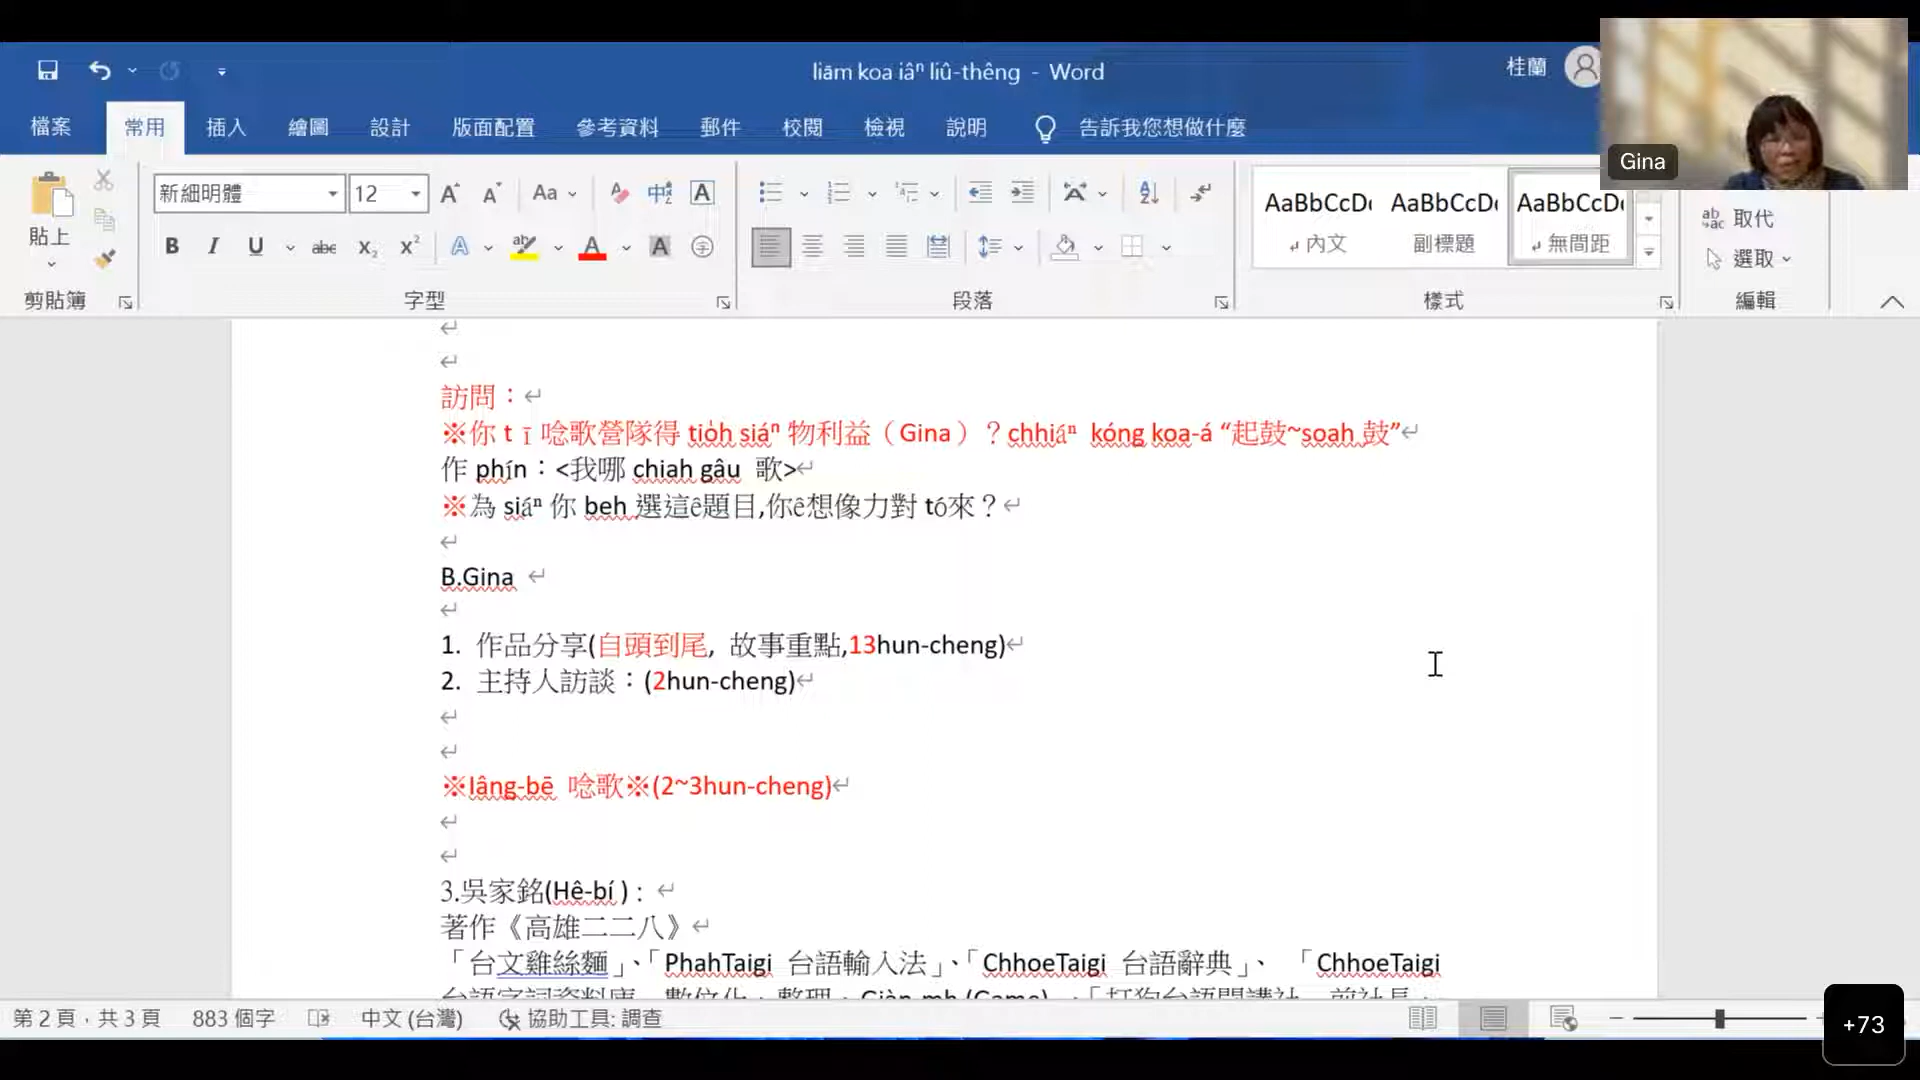 liām koa iâⁿ liû-thêng - Word
桂蘭
檔案 常用 插入 繪圖 設計 版面配置 參考資料 郵件 校閱 檢視 說明 告訴我您想做什麼
Gina
貼上
新細明體 12
AaBbCcDc AaBbCcDc AaBbCcDc
內文 副標題 無間距
取代
選取
剪貼簿 字型 段落 樣式 編輯
訪問：
※你 t ī 唸歌營隊得 tio̍h siáⁿ 物利益（Gina）？chhiáⁿ kóng koa-á “起鼓~soah 鼓”
作 phín：<我哪 chiah gâu 歌>
※為 siáⁿ 你 beh 選這ê題目,你ê想像力對 tó來？
B.Gina
1. 作品分享(自頭到尾, 故事重點,13hun-cheng)
2. 主持人訪談：(2hun-cheng)
※lâng-bē 唸歌※(2~3hun-cheng)
3.吳家銘(Hê-bí )：
著作《高雄二二八》
「台文雞絲麵」、「PhahTaigi 台語輸入法」、「ChhoeTaigi 台語辭典」、 「ChhoeTaigi
第 2 頁，共 3 頁 883 個字 中文 (台灣) 協助工具: 調查
+73